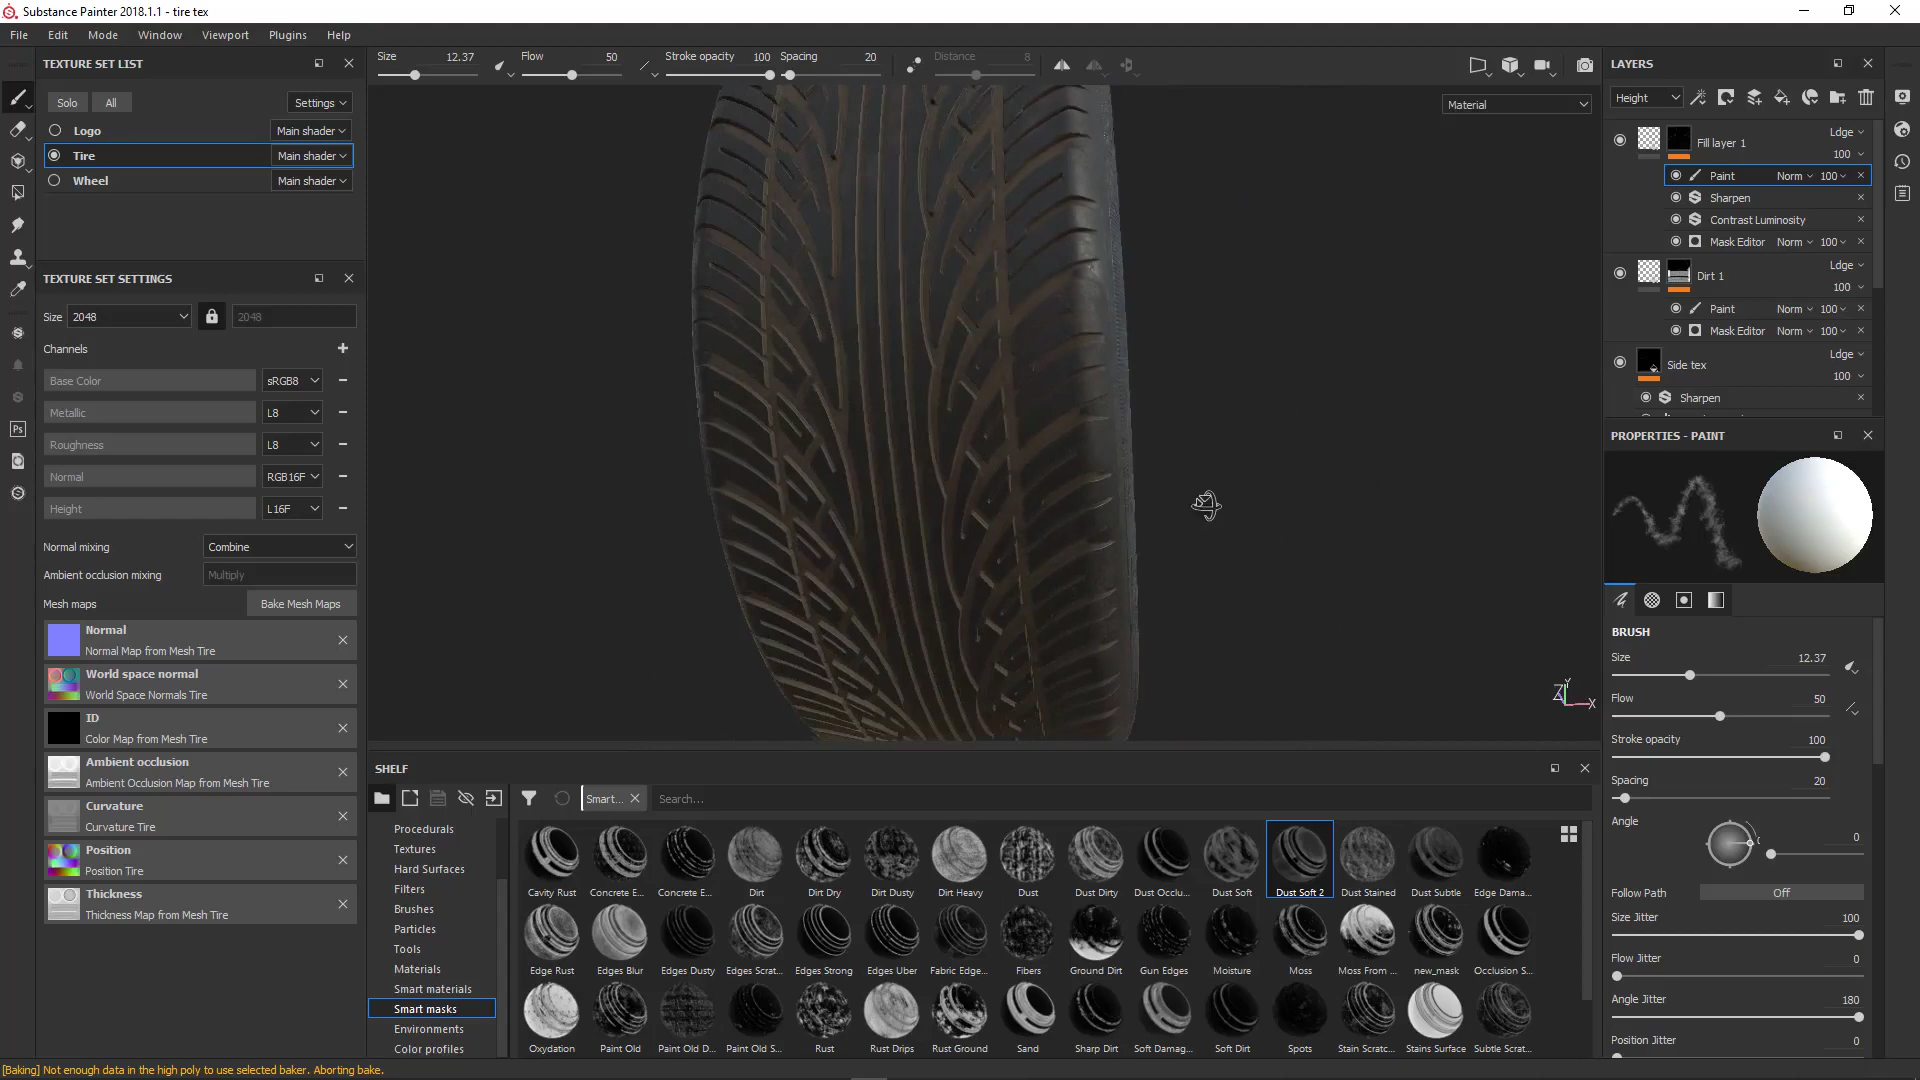 Substance Painter 2018.1.1 - tire tex
File Edit Mode Window Viewport Plugins Help
TEXTURE SET LIST
Solo All Settings
Logo Main shader
Tire Main shader
Wheel Main shader
TEXTURE SET SETTINGS
Size 2048 2048
Channels
Base Color sRGB8
Metallic L8
Roughness L8
Normal RGB16F
Height L16F
Normal mixing Combine
Ambient occlusion mixing Multiply
Mesh maps Bake Mesh Maps
Normal
Normal Map from Mesh Tire
World space normal
World Space Normals Tire
ID
Color Map from Mesh Tire
Ambient occlusion
Ambient Occlusion Map from Mesh Tire
Curvature
Curvature Tire
Position
Position Tire
Thickness
Thickness Map from Mesh Tire
Size 12.37 Flow 50 Stroke opacity 100 Spacing 20 Distance 8
Material
Y
Z
X
SHELF
Smart... Search...
Procedurals
Textures
Hard Surfaces
Filters
Brushes
Particles
Tools
Materials
Smart materials
Smart masks
Environments
Color profiles
Cavity Rust Concrete E... Concrete E... Dirt Dirt Dry Dirt Dusty Dirt Heavy Dust Dust Dirty Dust Occlu... Dust Soft Dust Soft 2 Dust Stained Dust Subtle Edge Dama...
Edge Rust Edges Blur Edges Dusty Edges Scrat... Edges Strong Edges Uber Fabric Edge... Fibers Ground Dirt Gun Edges Moisture Moss Moss From ... new_mask Occlusion S...
Oxydation Paint Old Paint Old D... Paint Old S... Rust Rust Drips Rust Ground Sand Sharp Dirt Soft Damag... Soft Dirt Spots Stain Scratc... Stains Surface Subtle Scrat...
LAYERS
Height
Fill layer 1 Ldge
100
Paint Norm 100
Sharpen
Contrast Luminosity
Mask Editor Norm 100
Dirt 1 Ldge
100
Paint Norm 100
Mask Editor Norm 100
Side tex Ldge
100
Sharpen
PROPERTIES - PAINT
BRUSH
Size 12.37
Flow 50
Stroke opacity 100
Spacing 20
Angle 0
Follow Path Off
Size Jitter 100
Flow Jitter 0
Angle Jitter 180
Position Jitter 0
Ps
[Baking] Not enough data in the high poly to use selected baker. Aborting bake.